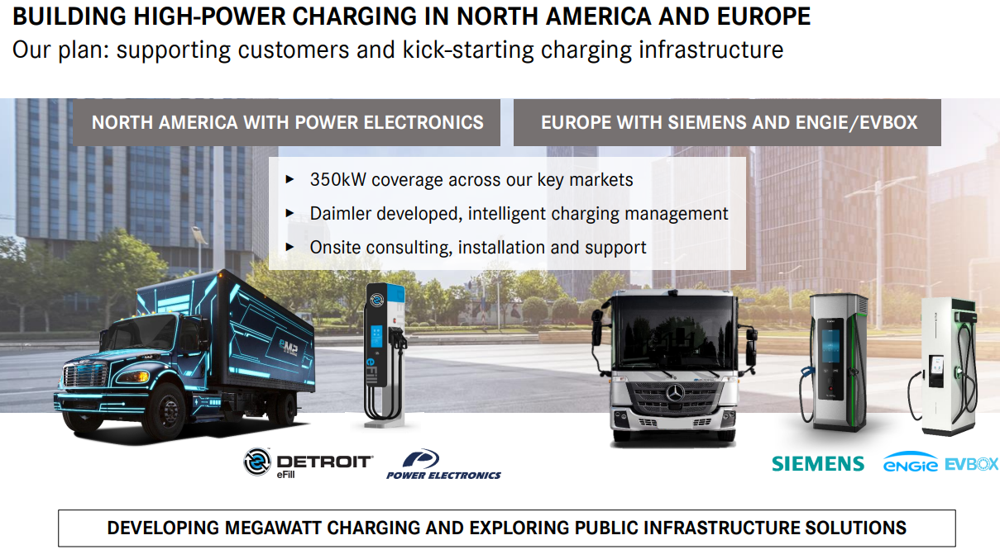 BUILDING HIGH-POWER CHARGING IN NORTH AMERICA AND EUROPE
Our plan: supporting customers and kick-starting charging infrastructure
NORTH AMERICA WITH POWER ELECTRONICS
EUROPE WITH SIEMENS AND ENGIE/EVBOX
350kW coverage across our key markets
Daimler developed, intelligent charging management
Onsite consulting, installation and support
eM2
eFill
DETROIT
eFill
POWER ELECTRONICS
SIEMENS
ENGIE
EVBOX
DEVELOPING MEGAWATT CHARGING AND EXPLORING PUBLIC INFRASTRUCTURE SOLUTIONS